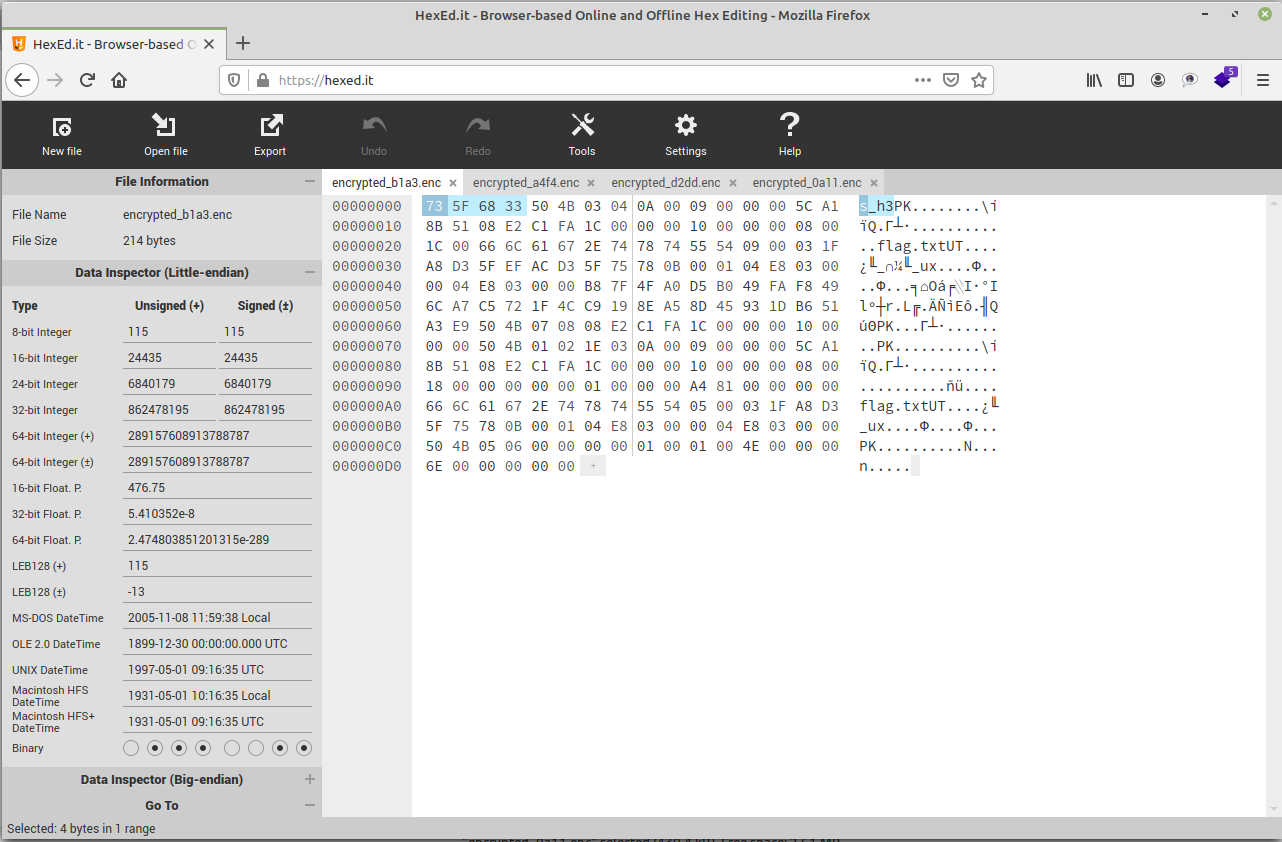 HexEd.it - Browser-based Online and Offline Hex Editing - Mozilla Firefox
HexEd.it - Browser-based O
https://hexed.it
5
New file Open file Export Undo Redo Tools Settings Help
File Information
File Name encrypted_b1a3.enc
File Size 214 bytes
Data Inspector (Little-endian)
Type Unsigned (+) Signed (±)
8-bit Integer 115 115
16-bit Integer 24435 24435
24-bit Integer 6840179 6840179
32-bit Integer 862478195 862478195
64-bit Integer (+) 289157608913788787
64-bit Integer (±) 289157608913788787
16-bit Float. P. 476.75
32-bit Float. P. 5.410352e-8
64-bit Float. P. 2.474803851201315e-289
LEB128 (+) 115
LEB128 (±) -13
MS-DOS DateTime 2005-11-08 11:59:38 Local
OLE 2.0 DateTime 1899-12-30 00:00:00.000 UTC
UNIX DateTime 1997-05-01 09:16:35 UTC
Macintosh HFS DateTime 1931-05-01 10:16:35 Local
Macintosh HFS+ DateTime 1931-05-01 09:16:35 UTC
Binary
Data Inspector (Big-endian)
Go To
Selected: 4 bytes in 1 range
encrypted_b1a3.enc encrypted_a4f4.enc encrypted_d2dd.enc encrypted_0a11.enc
00000000 73 5F 68 33 50 4B 03 04 0A 00 09 00 00 00 5C A1 s_h3PK........\í
00000010 8B 51 08 E2 C1 FA 1C 00 00 00 10 00 00 00 08 00 ïQ.Γ┴·..........
00000020 1C 00 66 6C 61 67 2E 74 78 74 55 54 09 00 03 1F ..flag.txtUT....
00000030 A8 D3 5F EF AC D3 5F 75 78 0B 00 01 04 E8 03 00 ¿╙_∩¼╙_ux....Φ..
00000040 00 04 E8 03 00 00 B8 7F 4F A0 D5 B0 49 FA F8 49 ..Φ...╕⌂Oá╒░I·°I
00000050 6C A7 C5 72 1F 4C C9 19 8E A5 8D 45 93 1D B6 51 lº┼r.L╔.ÄÑìEô.╢Q
00000060 A3 E9 50 4B 07 08 08 E2 C1 FA 1C 00 00 00 10 00 úΘPK...Γ┴·......
00000070 00 00 50 4B 01 02 1E 03 0A 00 09 00 00 00 5C A1 ..PK..........\í
00000080 8B 51 08 E2 C1 FA 1C 00 00 00 10 00 00 00 08 00 ïQ.Γ┴·..........
00000090 18 00 00 00 00 00 01 00 00 00 A4 81 00 00 00 00 ..........ñü....
000000A0 66 6C 61 67 2E 74 78 74 55 54 05 00 03 1F A8 D3 flag.txtUT....¿╙
000000B0 5F 75 78 0B 00 01 04 E8 03 00 00 04 E8 03 00 00 _ux....Φ....Φ...
000000C0 50 4B 05 06 00 00 00 00 01 00 01 00 4E 00 00 00 PK..........N...
000000D0 6E 00 00 00 00 00 + n.....